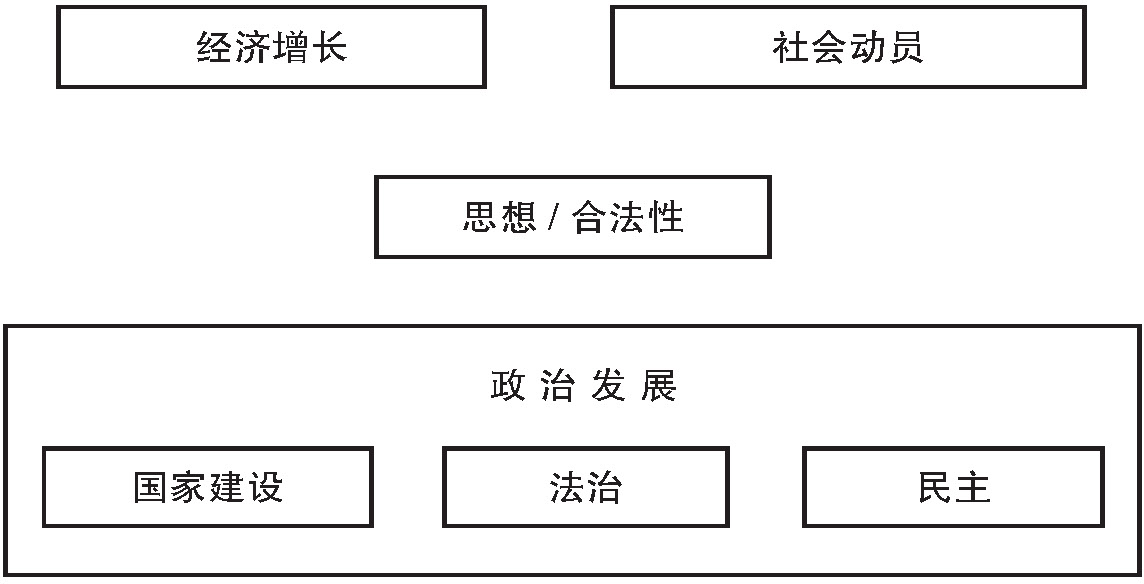 经济增长
社会动员
思想/合法性
政治发展
国家建设
法治
民主